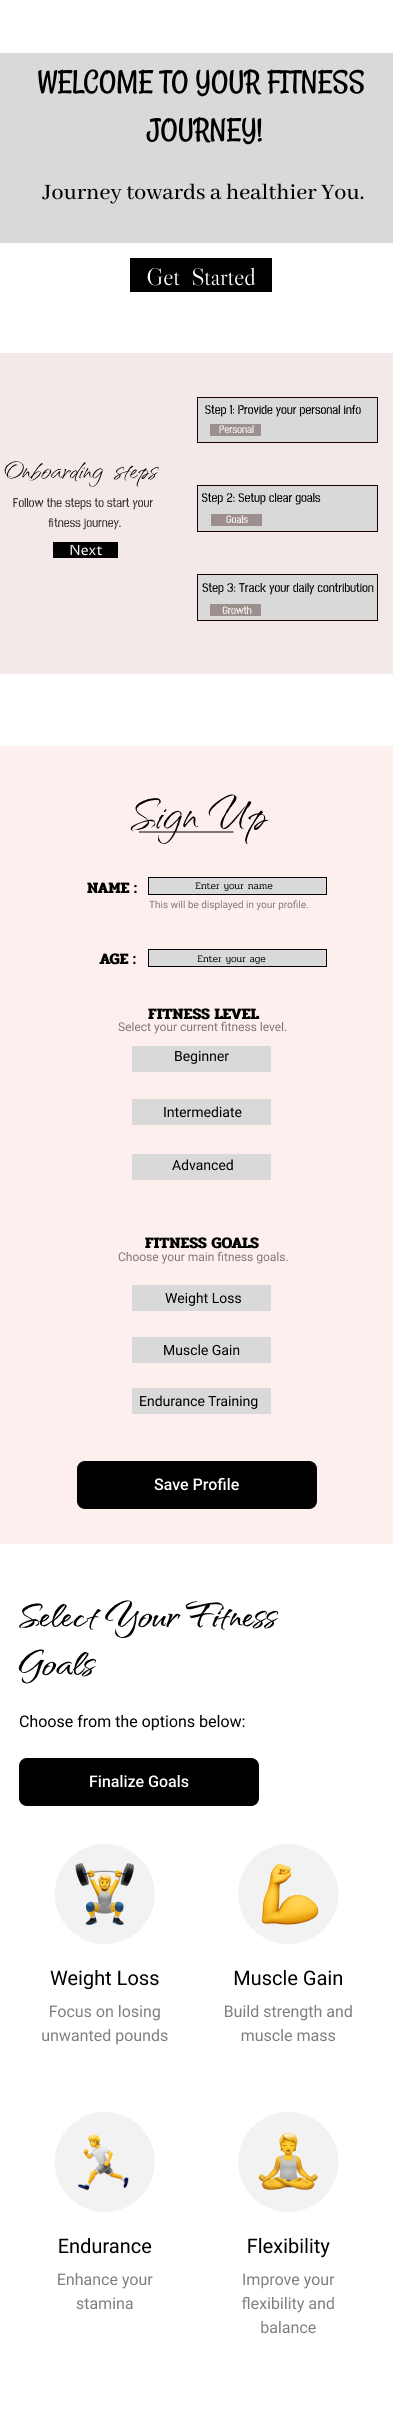 WELCOME TO YOUR FITNESS
JOURNEY!
Journey towards a healthier You.
Get Started
Onboarding steps
Follow the steps to start your
fitness journey.
Next
Step 1: Provide your personal info
Personal
Step 2: Setup clear goals
Goals
Step 3: Track your daily contribution
Growth
Sign Up
NAME :
Enter your name
This will be displayed in your profile.
AGE :
Enter your age
FITNESS LEVEL
Select your current fitness level.
Beginner
Intermediate
Advanced
FITNESS GOALS
Choose your main fitness goals.
Weight Loss
Muscle Gain
Endurance Training
Save Profile
Select Your Fitness
Goals
Choose from the options below:
Finalize Goals
Weight Loss
Focus on losing
unwanted pounds
Muscle Gain
Build strength and
muscle mass
Endurance
Enhance your
stamina
Flexibility
Improve your
flexibility and
balance